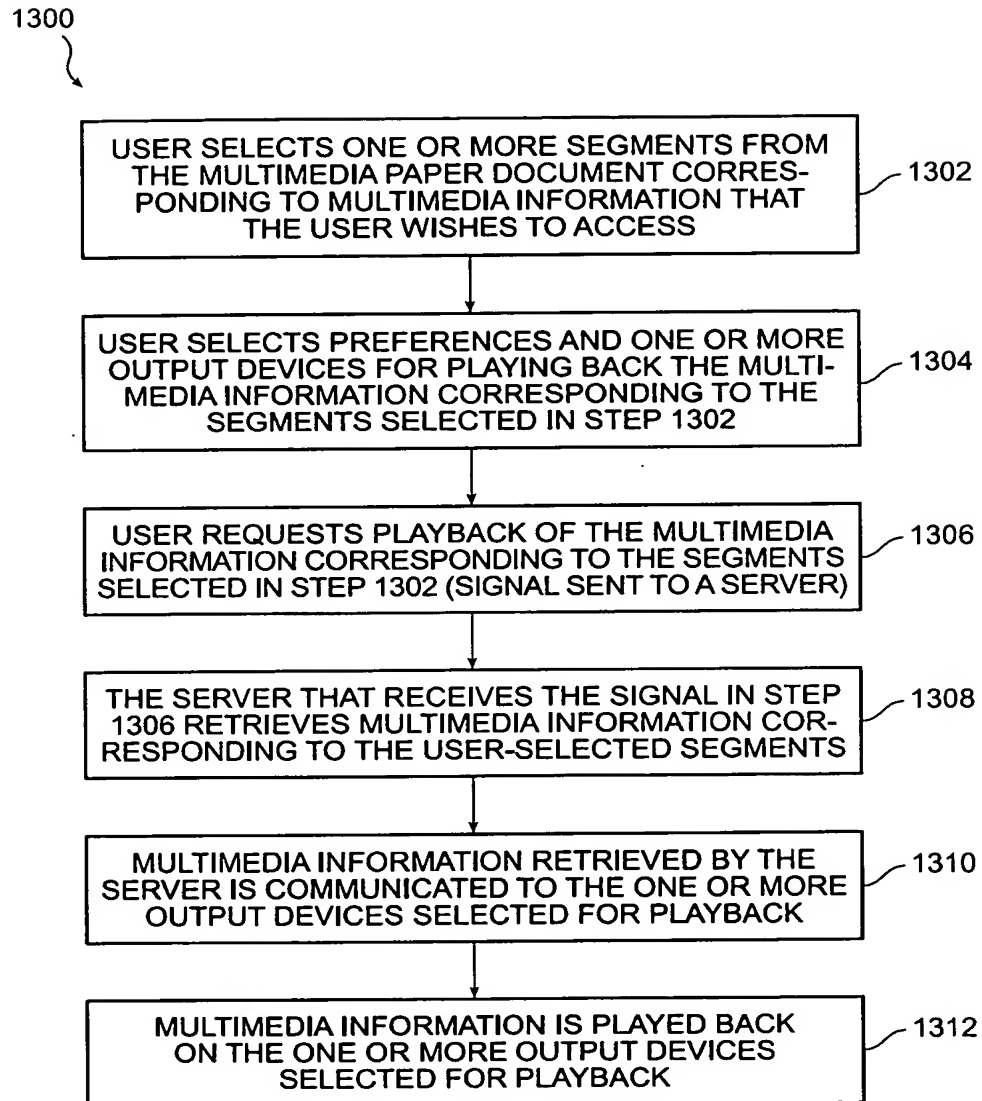 1300
USER SELECTS ONE OR MORE SEGMENTS FROM
THE MULTIMEDIA PAPER DOCUMENT CORRES-
PONDING TO MULTIMEDIA INFORMATION THAT
THE USER WISHES TO ACCESS
1302
USER SELECTS PREFERENCES AND ONE OR MORE
OUTPUT DEVICES FOR PLAYING BACK THE MULTI-
MEDIA INFORMATION CORRESPONDING TO THE
SEGMENTS SELECTED IN STEP 1302
1304
USER REQUESTS PLAYBACK OF THE MULTIMEDIA
INFORMATION CORRESPONDING TO THE SEGMENTS
SELECTED IN STEP 1302 (SIGNAL SENT TO A SERVER)
1306
THE SERVER THAT RECEIVES THE SIGNAL IN STEP
1306 RETRIEVES MULTIMEDIA INFORMATION COR-
RESPONDING TO THE USER-SELECTED SEGMENTS
1308
MULTIMEDIA INFORMATION RETRIEVED BY THE
SERVER IS COMMUNICATED TO THE ONE OR MORE
OUTPUT DEVICES SELECTED FOR PLAYBACK
1310
MULTIMEDIA INFORMATION IS PLAYED BACK
ON THE ONE OR MORE OUTPUT DEVICES
SELECTED FOR PLAYBACK
1312